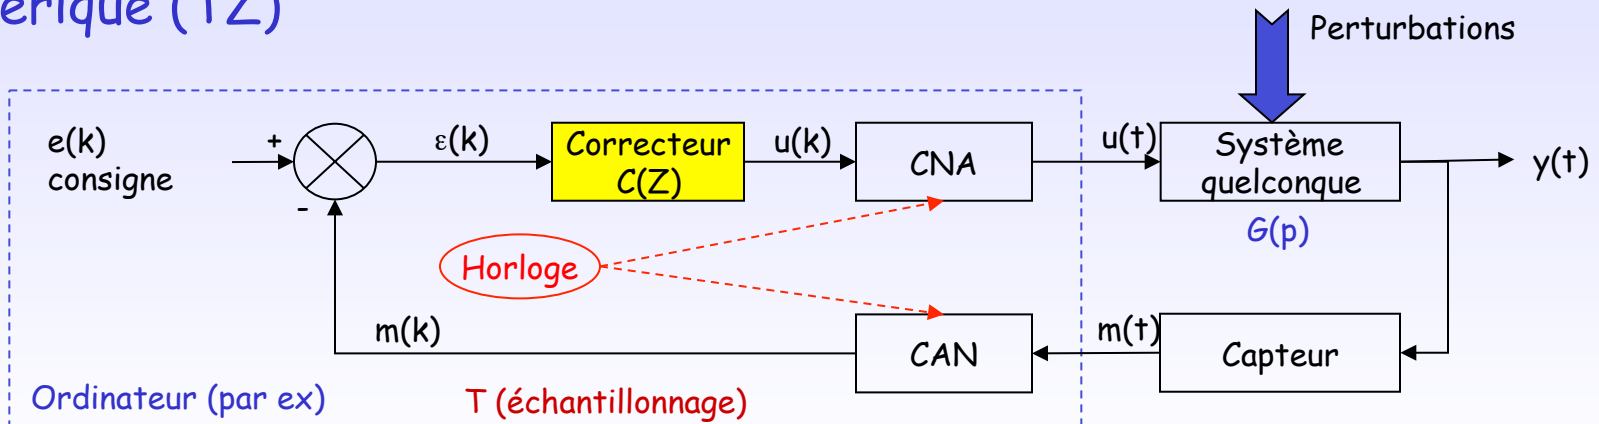 érique (TZ)
Perturbations
e(k)
consigne
+
-
ε(k)
Correcteur
C(Z)
u(k)
CNA
u(t)
Système
quelconque
G(p)
y(t)
Horloge
m(k)
CAN
m(t)
Capteur
Ordinateur (par ex)
T (échantillonnage)